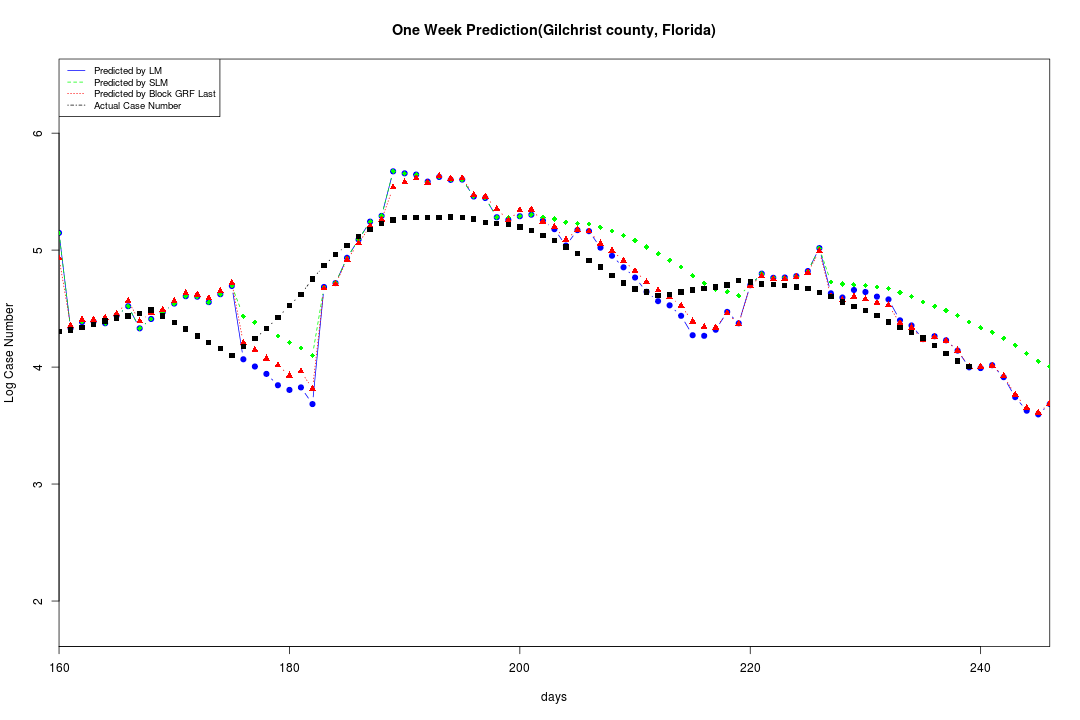 One Week Prediction(Gilchrist county, Florida)
Predicted by LM
Predicted by SLM
Predicted by Block GRF Last
Actual Case Number
6
5
4
3
2
Log Case Number
160
180
200
220
240
days